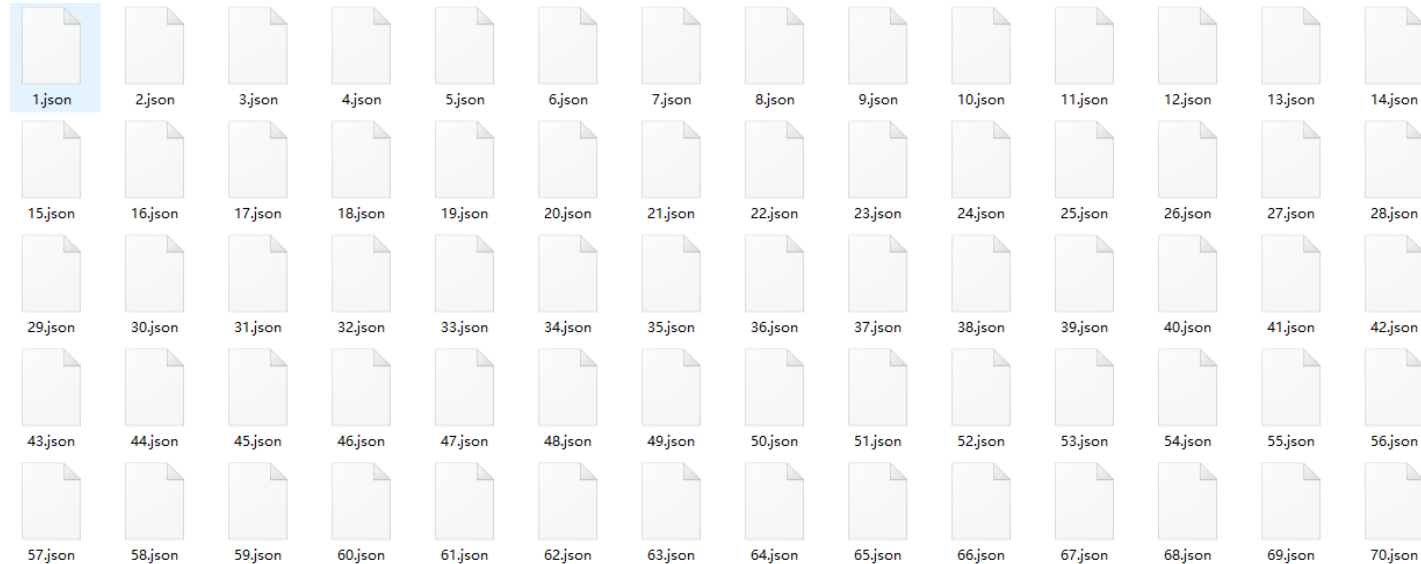 1.json 2.json 3.json 4.json 5.json 6.json 7.json 8.json 9.json 10.json 11.json 12.json 13.json 14.json
15.json 16.json 17.json 18.json 19.json 20.json 21.json 22.json 23.json 24.json 25.json 26.json 27.json 28.json
29.json 30.json 31.json 32.json 33.json 34.json 35.json 36.json 37.json 38.json 39.json 40.json 41.json 42.json
43.json 44.json 45.json 46.json 47.json 48.json 49.json 50.json 51.json 52.json 53.json 54.json 55.json 56.json
57.json 58.json 59.json 60.json 61.json 62.json 63.json 64.json 65.json 66.json 67.json 68.json 69.json 70.json